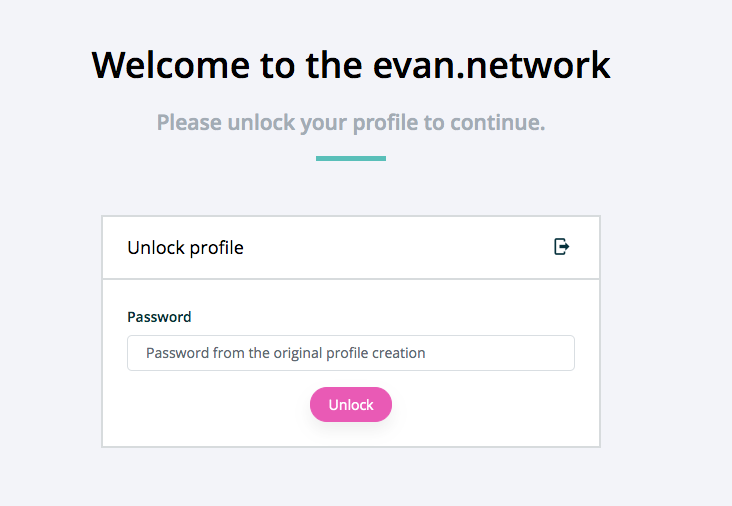 Welcome to the evan.network
Please unlock your profile to continue.
Unlock profile
Password
Password from the original profile creation
Unlock